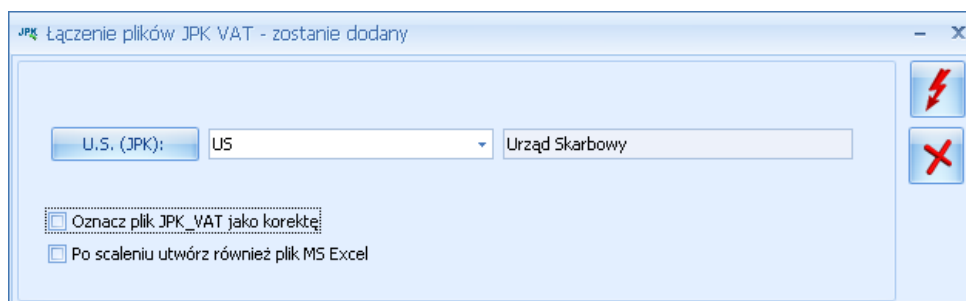 JPK Łączenie plików JPK VAT - zostanie dodany
U.S. (JPK): US Urząd Skarbowy
Oznacz plik JPK_VAT jako korektę
Po scaleniu utwórz również plik MS Excel